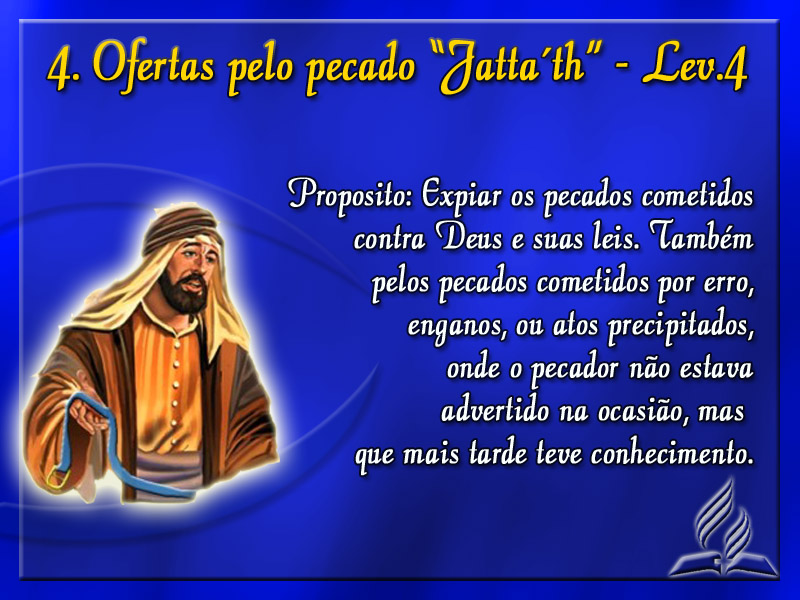 4. Ofertas pelo pecado “Jatta´th” - Lev.4
Proposito: Expiar os pecados cometidos
contra Deus e suas leis. Também
pelos pecados cometidos por erro,
enganos, ou atos precipitados,
onde o pecador não estava
advertido na ocasião, mas
que mais tarde teve conhecimento.